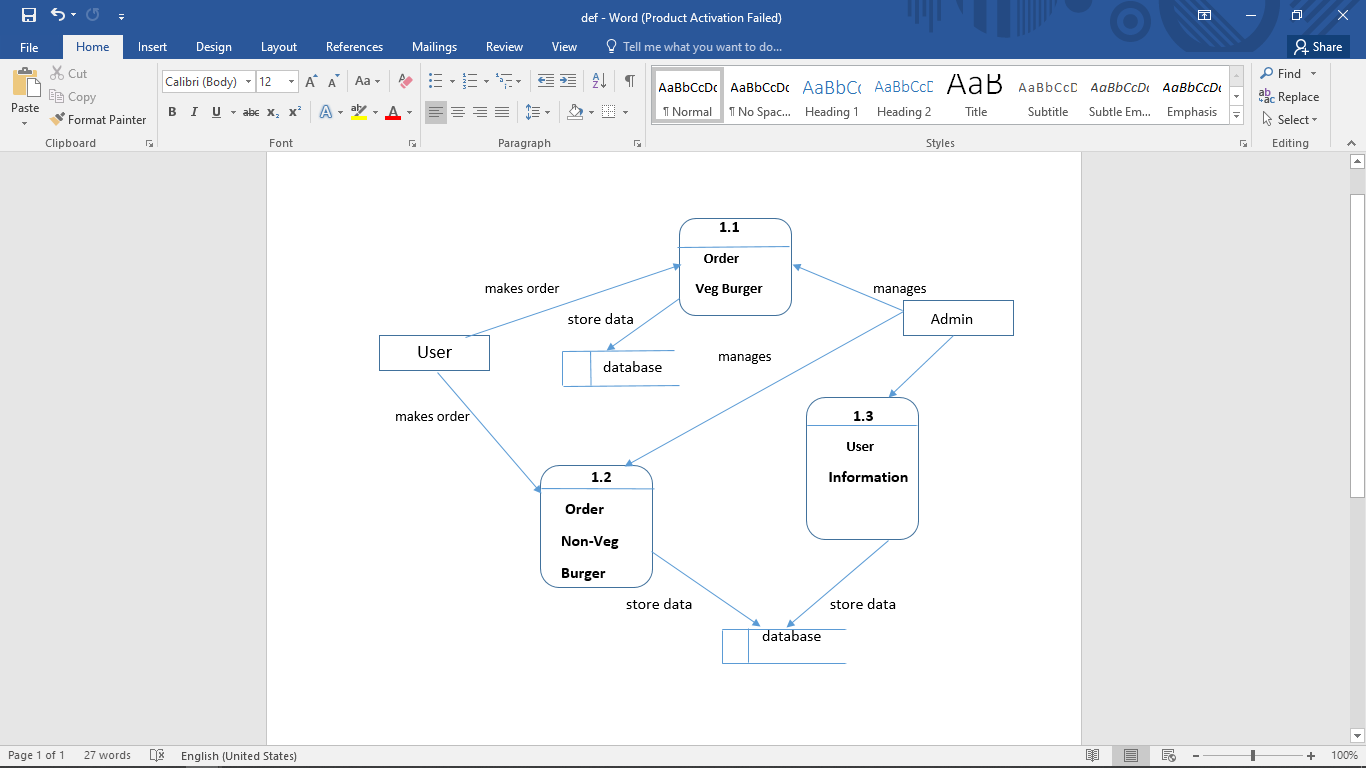 def - Word (Product Activation Failed)
File Home Insert Design Layout References Mailings Review View Tell me what you want to do... Share
Paste
Cut
Copy
Format Painter
Clipboard
Calibri (Body) 12
Aa
B I U abc x₂ x²
A ab A
Font
Paragraph
AaBbCcDc AaBbCcDc AaBbCc AaBbCcD AaB AaBbCcD AaBbCcDc AaBbCcDc
¶ Normal ¶ No Spac... Heading 1 Heading 2 Title Subtitle Subtle Em... Emphasis
Styles
Find
Replace
Select
Editing
1.1
Order
Veg Burger
makes order
manages
store data
Admin
User
database
manages
makes order
1.3
User
Information
1.2
Order
Non-Veg
Burger
store data
store data
database
Page 1 of 1 27 words English (United States) 100%